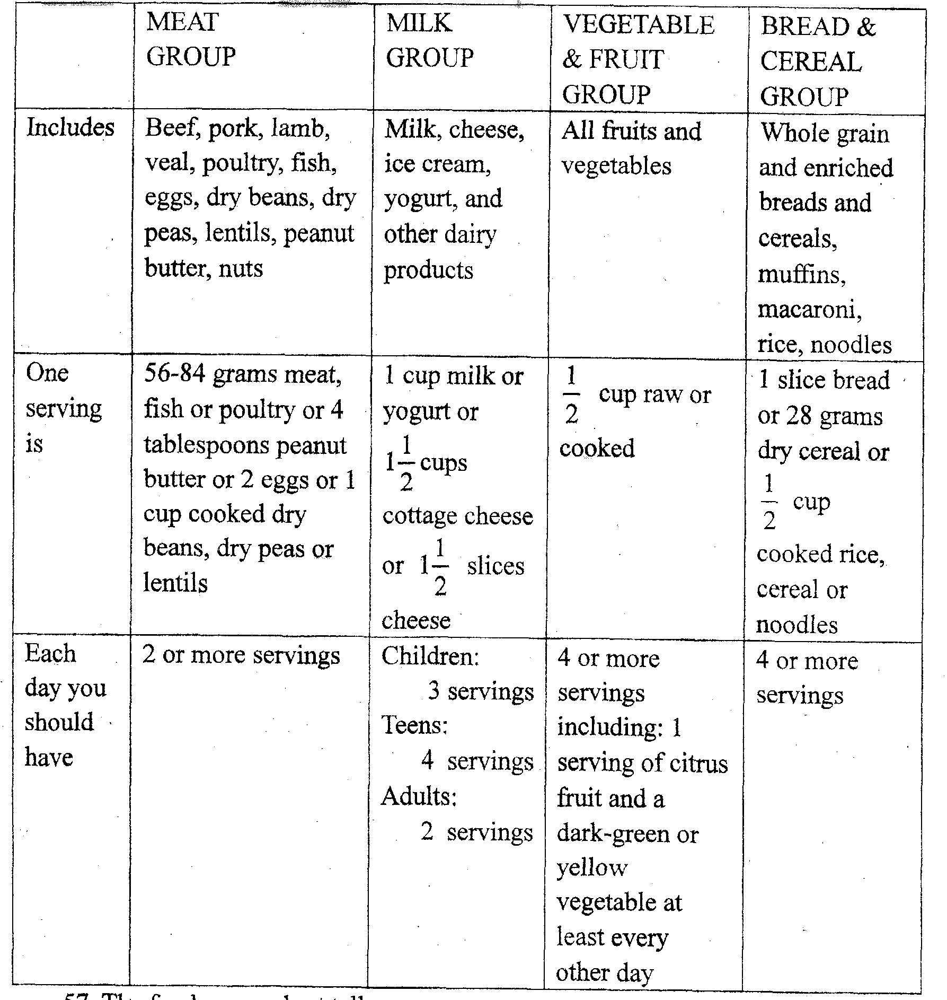 MEAT
GROUP
MILK
GROUP
VEGETABLE
& FRUIT
GROUP
BREAD &
CEREAL
GROUP
Includes
Beef, pork, lamb,
veal, poultry, fish,
eggs, dry beans, dry
peas, lentils, peanut
butter, nuts
Milk, cheese,
ice cream,
yogurt, and
other dairy
products
All fruits and
vegetables
Whole grain
and enriched
breads and
cereals,
muffins,
macaroni,
rice, noodles
One
serving
is
56-84 grams meat,
fish or poultry or 4
tablespoons peanut
butter or 2 eggs or 1
cup cooked dry
beans, dry peas or
lentils
1 cup milk or
yogurt or
1 1/2 cups
cottage cheese
or 1 1/2 slices
cheese
1/2 cup raw or
cooked
1 slice bread
or 28 grams
dry cereal or
1/2 cup
cooked rice,
cereal or
noodles
Each
day you
should
have
2 or more servings
Children:
3 servings
Teens:
4 servings
Adults:
2 servings
4 or more
servings
including: 1
serving of citrus
fruit and a
dark-green or
yellow
vegetable at
least every
other day
4 or more
servings